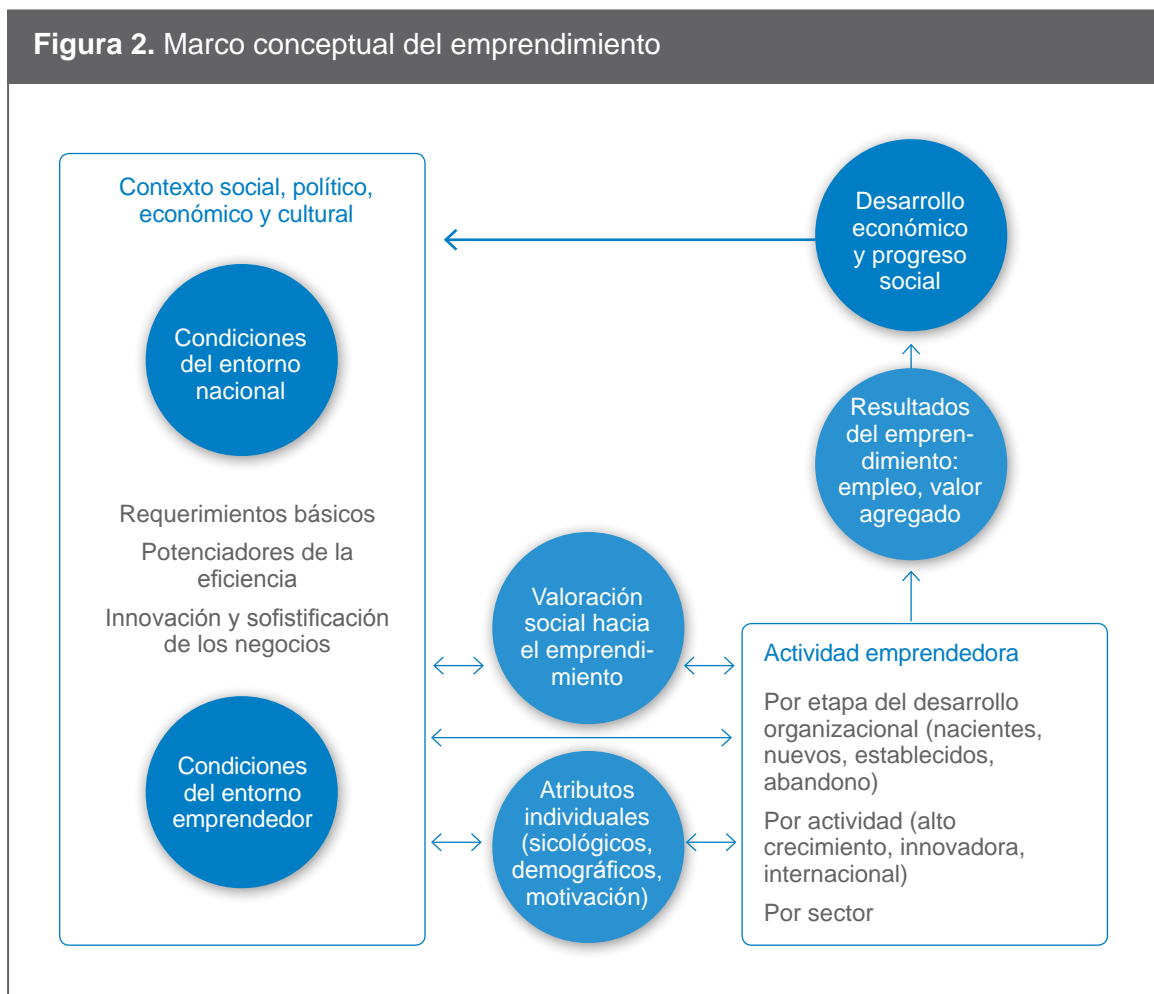 Figura 2. Marco conceptual del emprendimiento
Contexto social, político,
económico y cultural
Condiciones
del entorno
nacional
Requerimientos básicos
Potenciadores de la
eficiencia
Innovación y sofistificación
de los negocios
Condiciones
del entorno
emprendedor
Valoración
social hacia
el emprendi-
miento
Atributos
individuales
(sicológicos,
demográficos,
motivación)
Desarrollo
económico
y progreso
social
Resultados
del empren-
dimiento:
empleo, valor
agregado
Actividad emprendedora
Por etapa del desarrollo
organizacional (nacientes,
nuevos, establecidos,
abandono)
Por actividad (alto
crecimiento, innovadora,
internacional)
Por sector